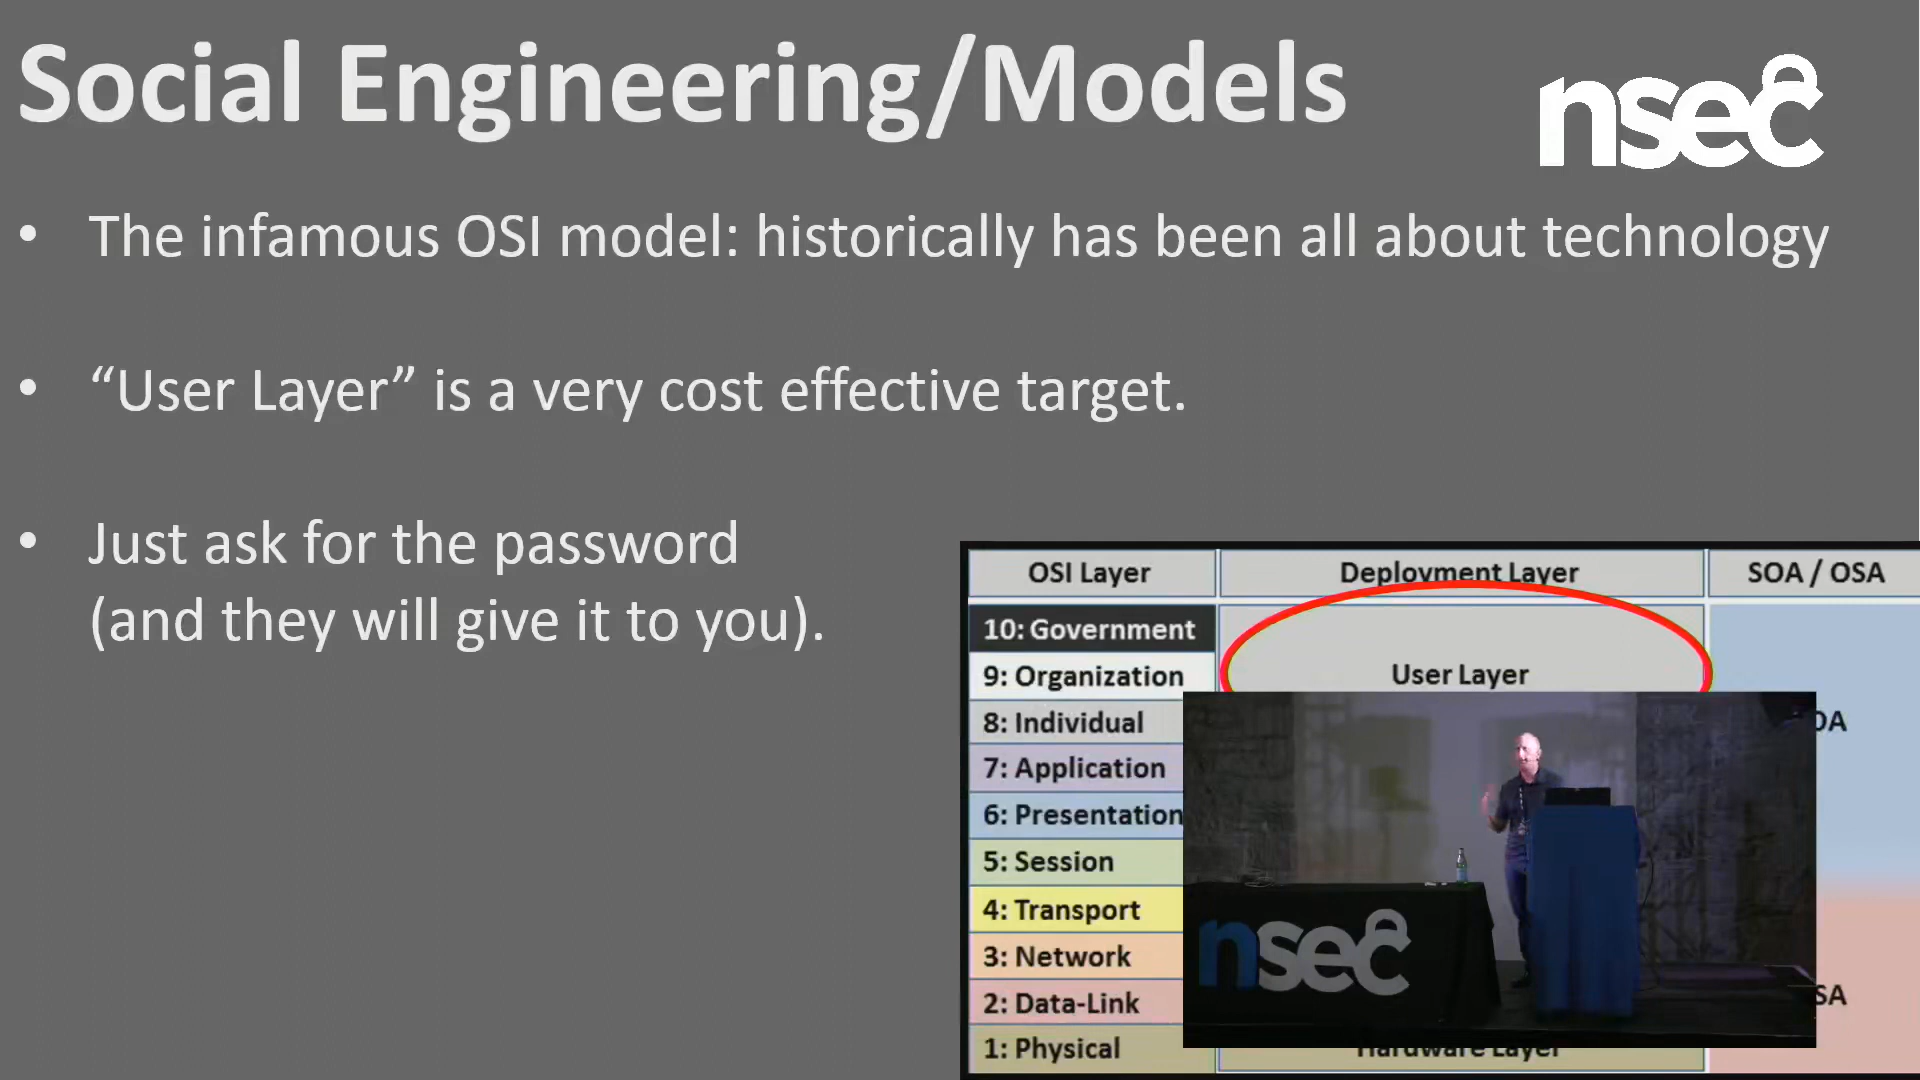 Social Engineering/Models
nsec
• The infamous OSI model: historically has been all about technology
• “User Layer” is a very cost effective target.
• Just ask for the password
(and they will give it to you).
OSI Layer Deployment Layer SOA / OSA
10: Government
9: Organization User Layer
8: Individual
7: Application
6: Presentation
5: Session
4: Transport
3: Network
2: Data-Link
1: Physical Hardware Layer
nsec